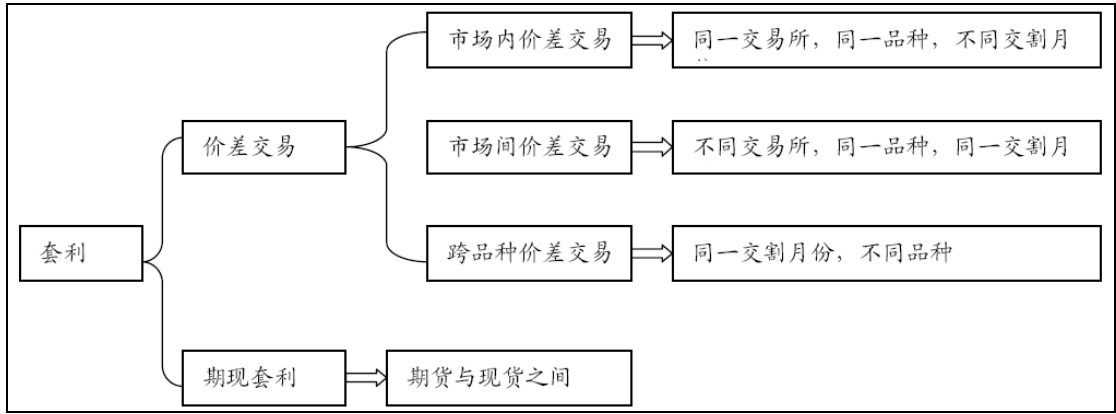 市场内价差交易
同一交易所，同一品种，不同交割月
价差交易
市场间价差交易
不同交易所，同一品种，同一交割月
套利
跨品种价差交易
同一交割月份，不同品种
期现套利
期货与现货之间